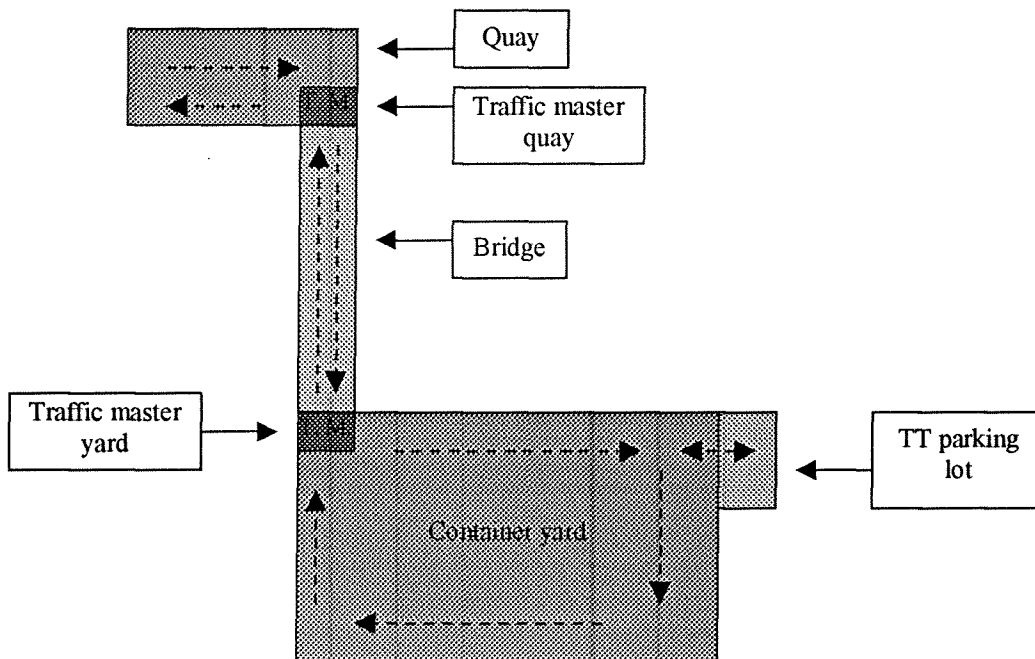 Quay
T M
Traffic master
quay
Bridge
Traffic master
yard
T M
TT parking
lot
Container yard